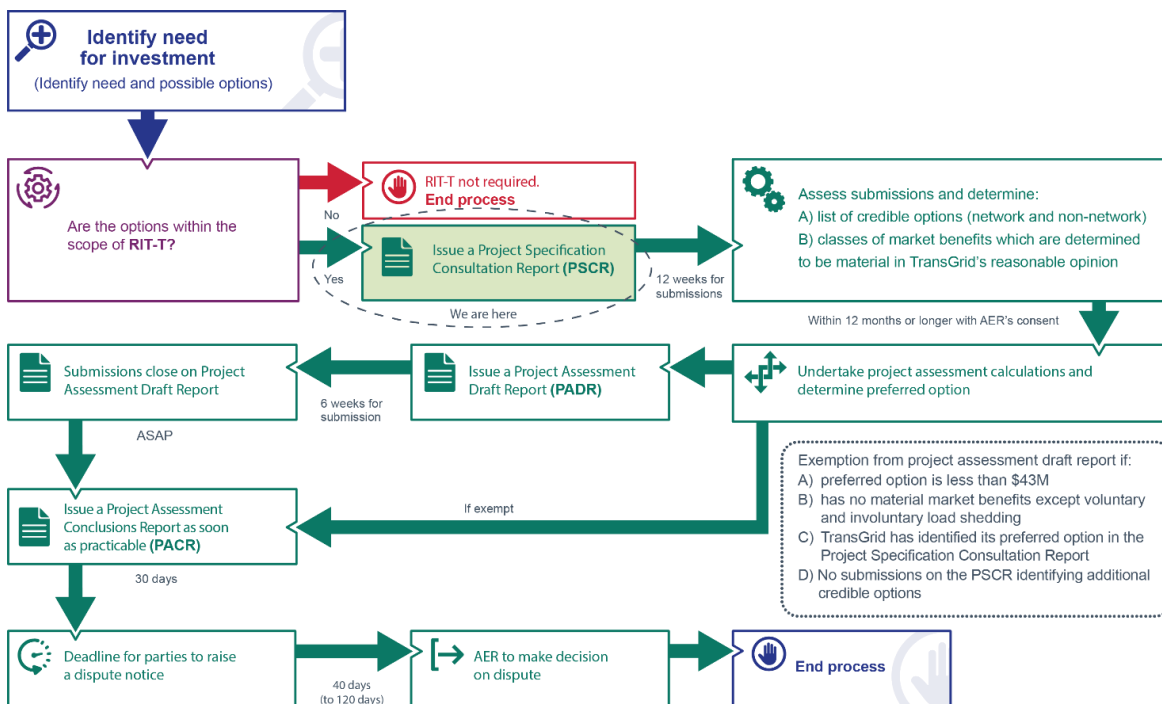 Identify need
for investment
(Identify need and possible options)
Are the options within the
scope of RIT-T?
No
Yes
RIT-T not required.
End process
Issue a Project Specification
Consultation Report (PSCR)
We are here
12 weeks for
submissions
Assess submissions and determine:
A) list of credible options (network and non-network)
B) classes of market benefits which are determined
to be material in TransGrid's reasonable opinion
Within 12 months or longer with AER's consent
Undertake project assessment calculations and
determine preferred option
Issue a Project Assessment
Draft Report (PADR)
6 weeks for
submission
Submissions close on Project
Assessment Draft Report
ASAP
If exempt
Exemption from project assessment draft report if:
A) preferred option is less than $43M
B) has no material market benefits except voluntary
and involuntary load shedding
C) TransGrid has identified its preferred option in the
Project Specification Consultation Report
D) No submissions on the PSCR identifying additional
credible options
Issue a Project Assessment
Conclusions Report as soon
as practicable (PACR)
30 days
Deadline for parties to raise
a dispute notice
40 days
(to 120 days)
AER to make decision
on dispute
End process